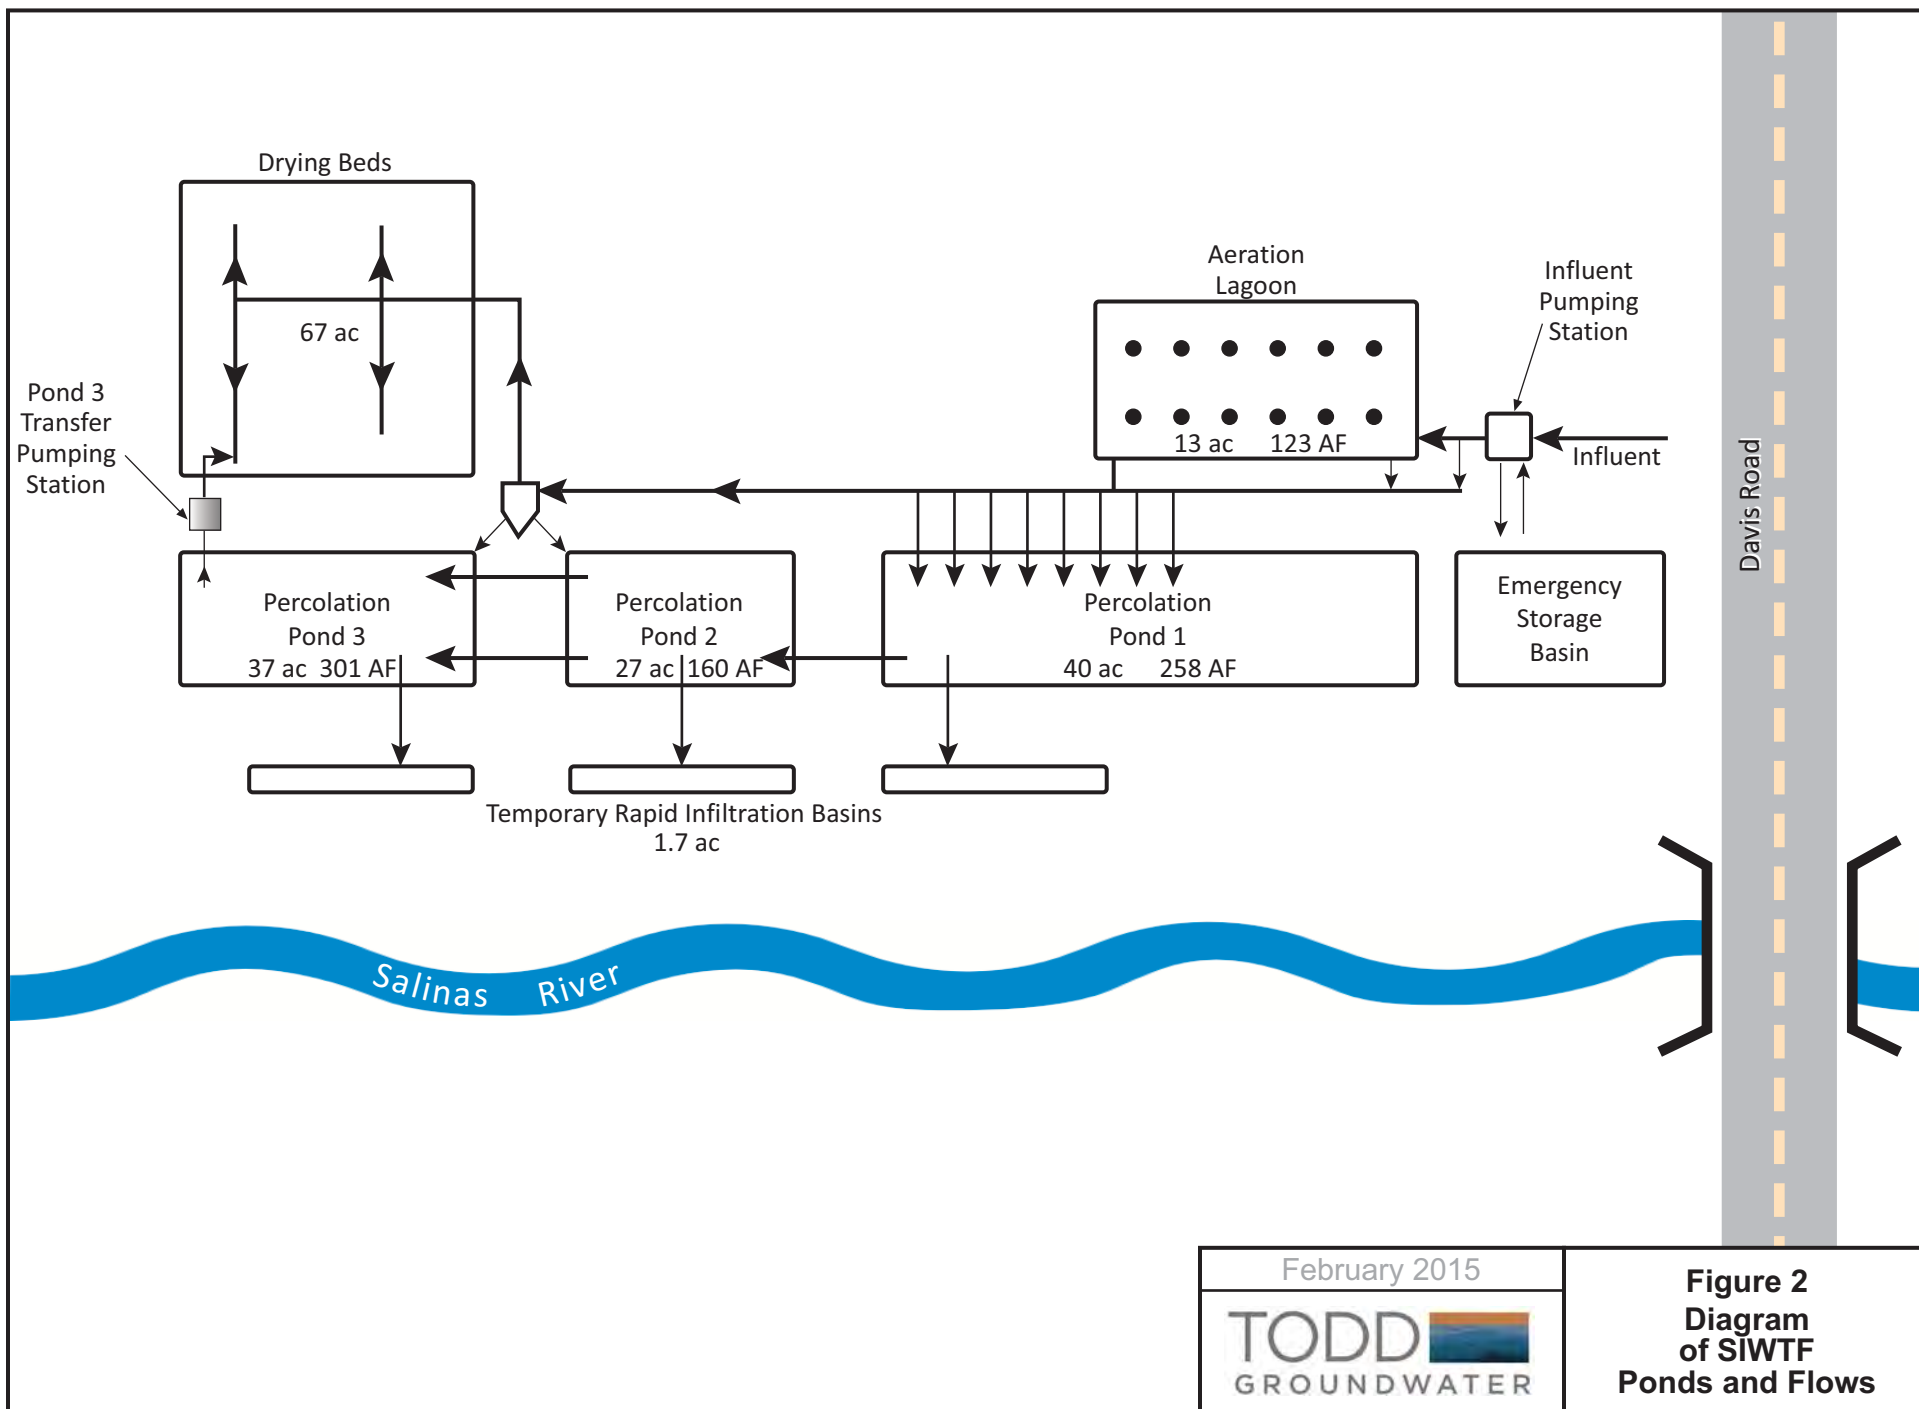 Drying Beds
67 ac
Pond 3
Transfer
Pumping
Station
Aeration
Lagoon
13 ac 123 AF
Influent
Pumping
Station
Influent
Davis Road
Percolation
Pond 3
37 ac 301 AF
Percolation
Pond 2
27 ac 160 AF
Percolation
Pond 1
40 ac 258 AF
Emergency
Storage
Basin
Temporary Rapid Infiltration Basins
1.7 ac
Salinas River
February 2015
TODD
GROUNDWATER
Figure 2
Diagram
of SIWTF
Ponds and Flows